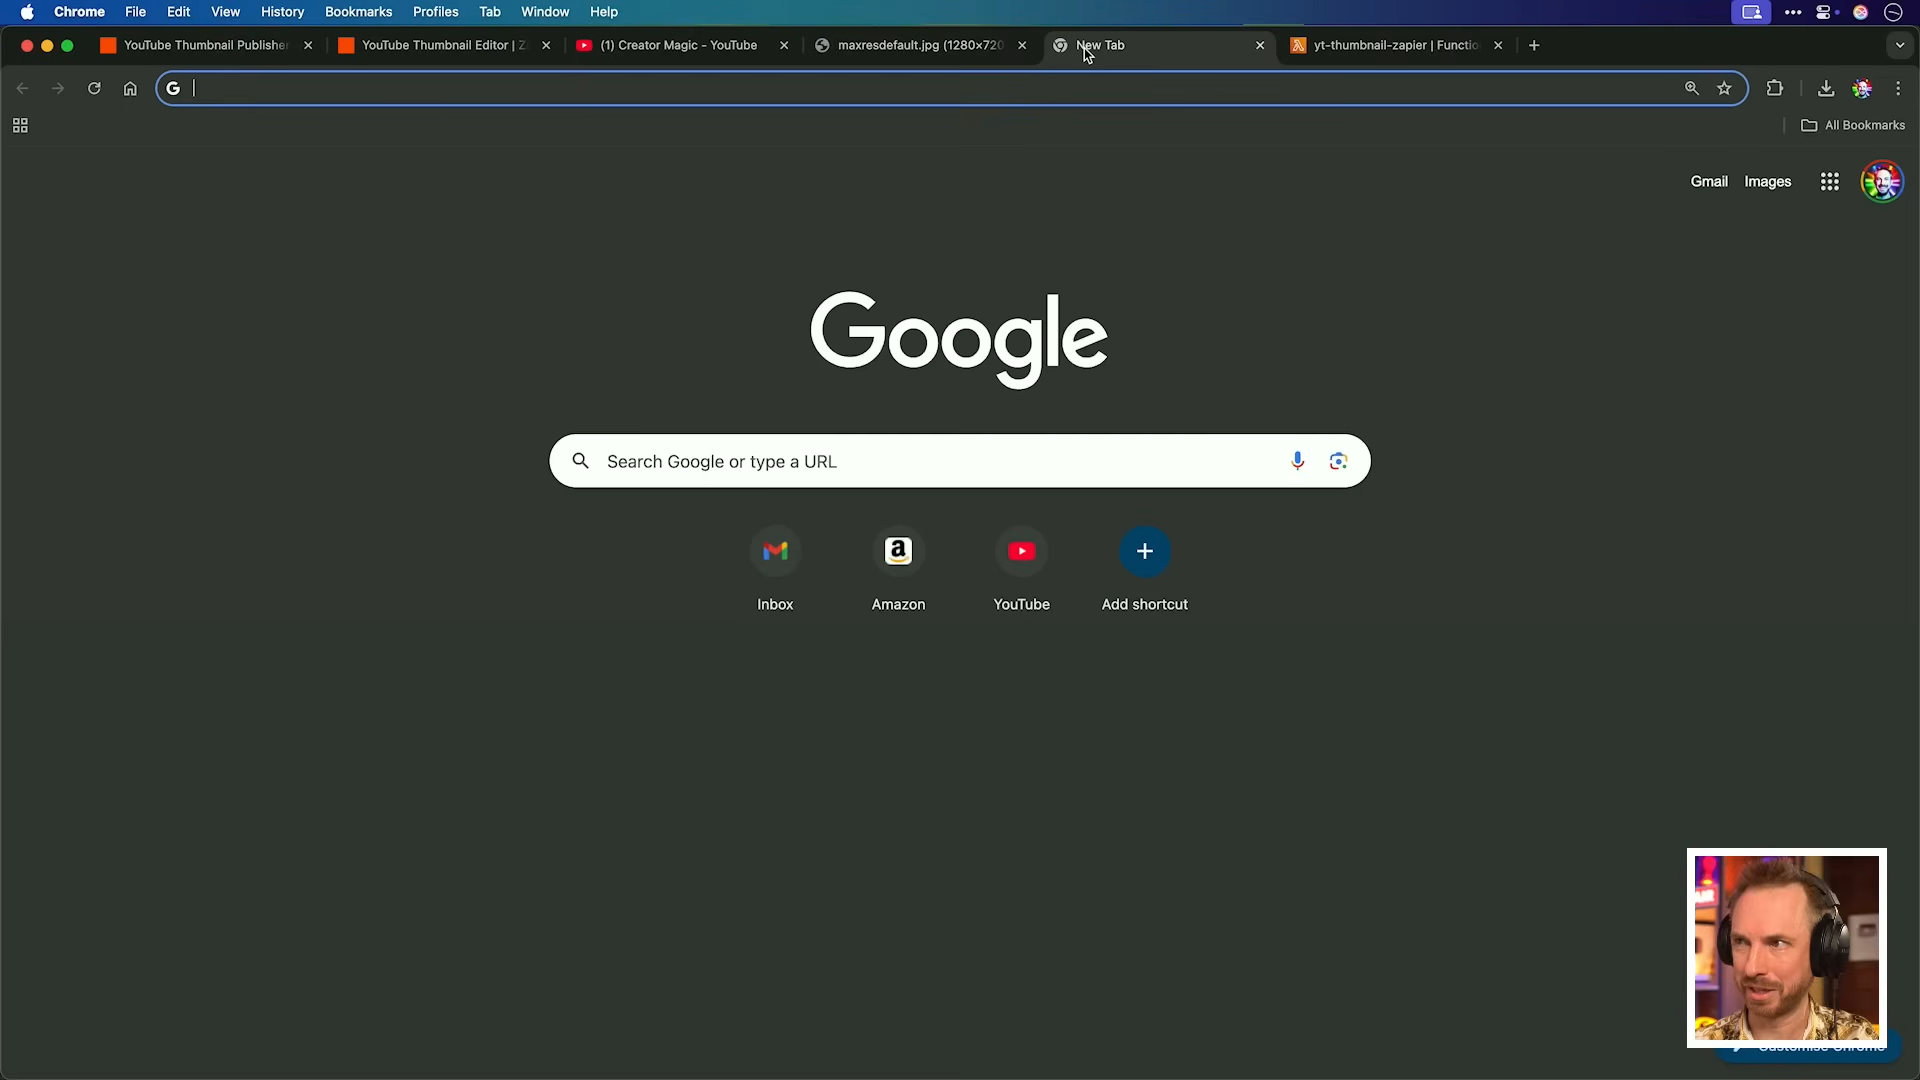 Chrome File Edit View History Bookmarks Profiles Tab Window Help
YouTube Thumbnail Publisher YouTube Thumbnail Editor | Z (1) Creator Magic - YouTube maxresdefault.jpg (1280×720 New Tab yt-thumbnail-zapier | Functio
All Bookmarks
Gmail Images
Google
Search Google or type a URL
Inbox Amazon YouTube Add shortcut
Customise Chrome